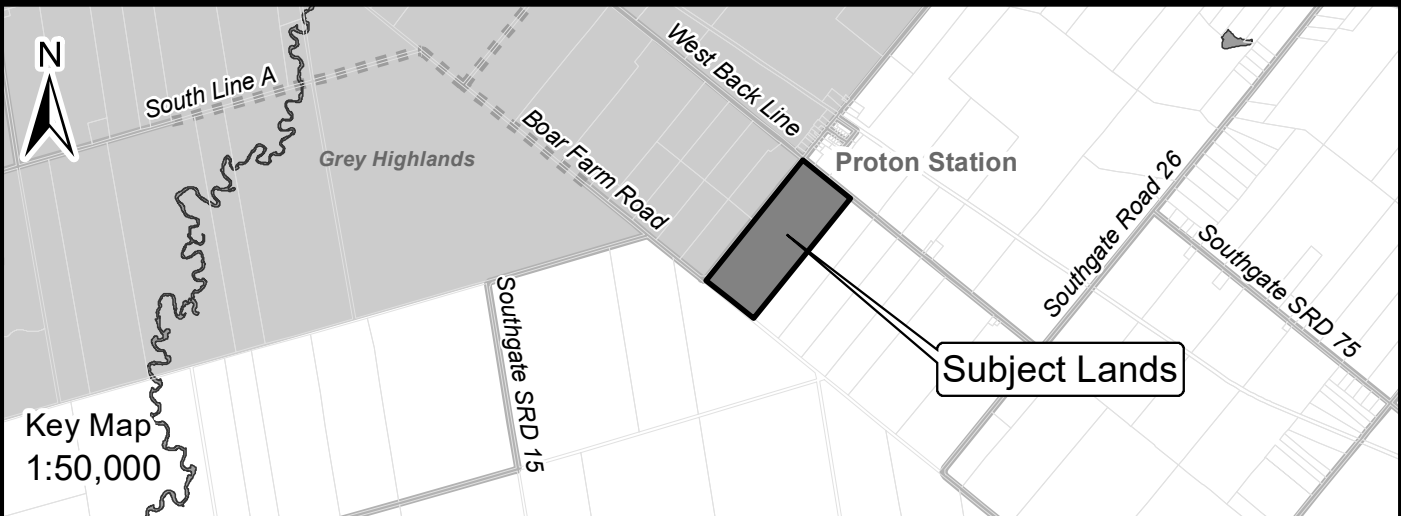 N
South Line A
West Back Line
Boar Farm Road
Grey Highlands
Proton Station
Southgate Road 26
Southgate SRD 75
Southgate SRD 15
Subject Lands
Key Map
1:50,000